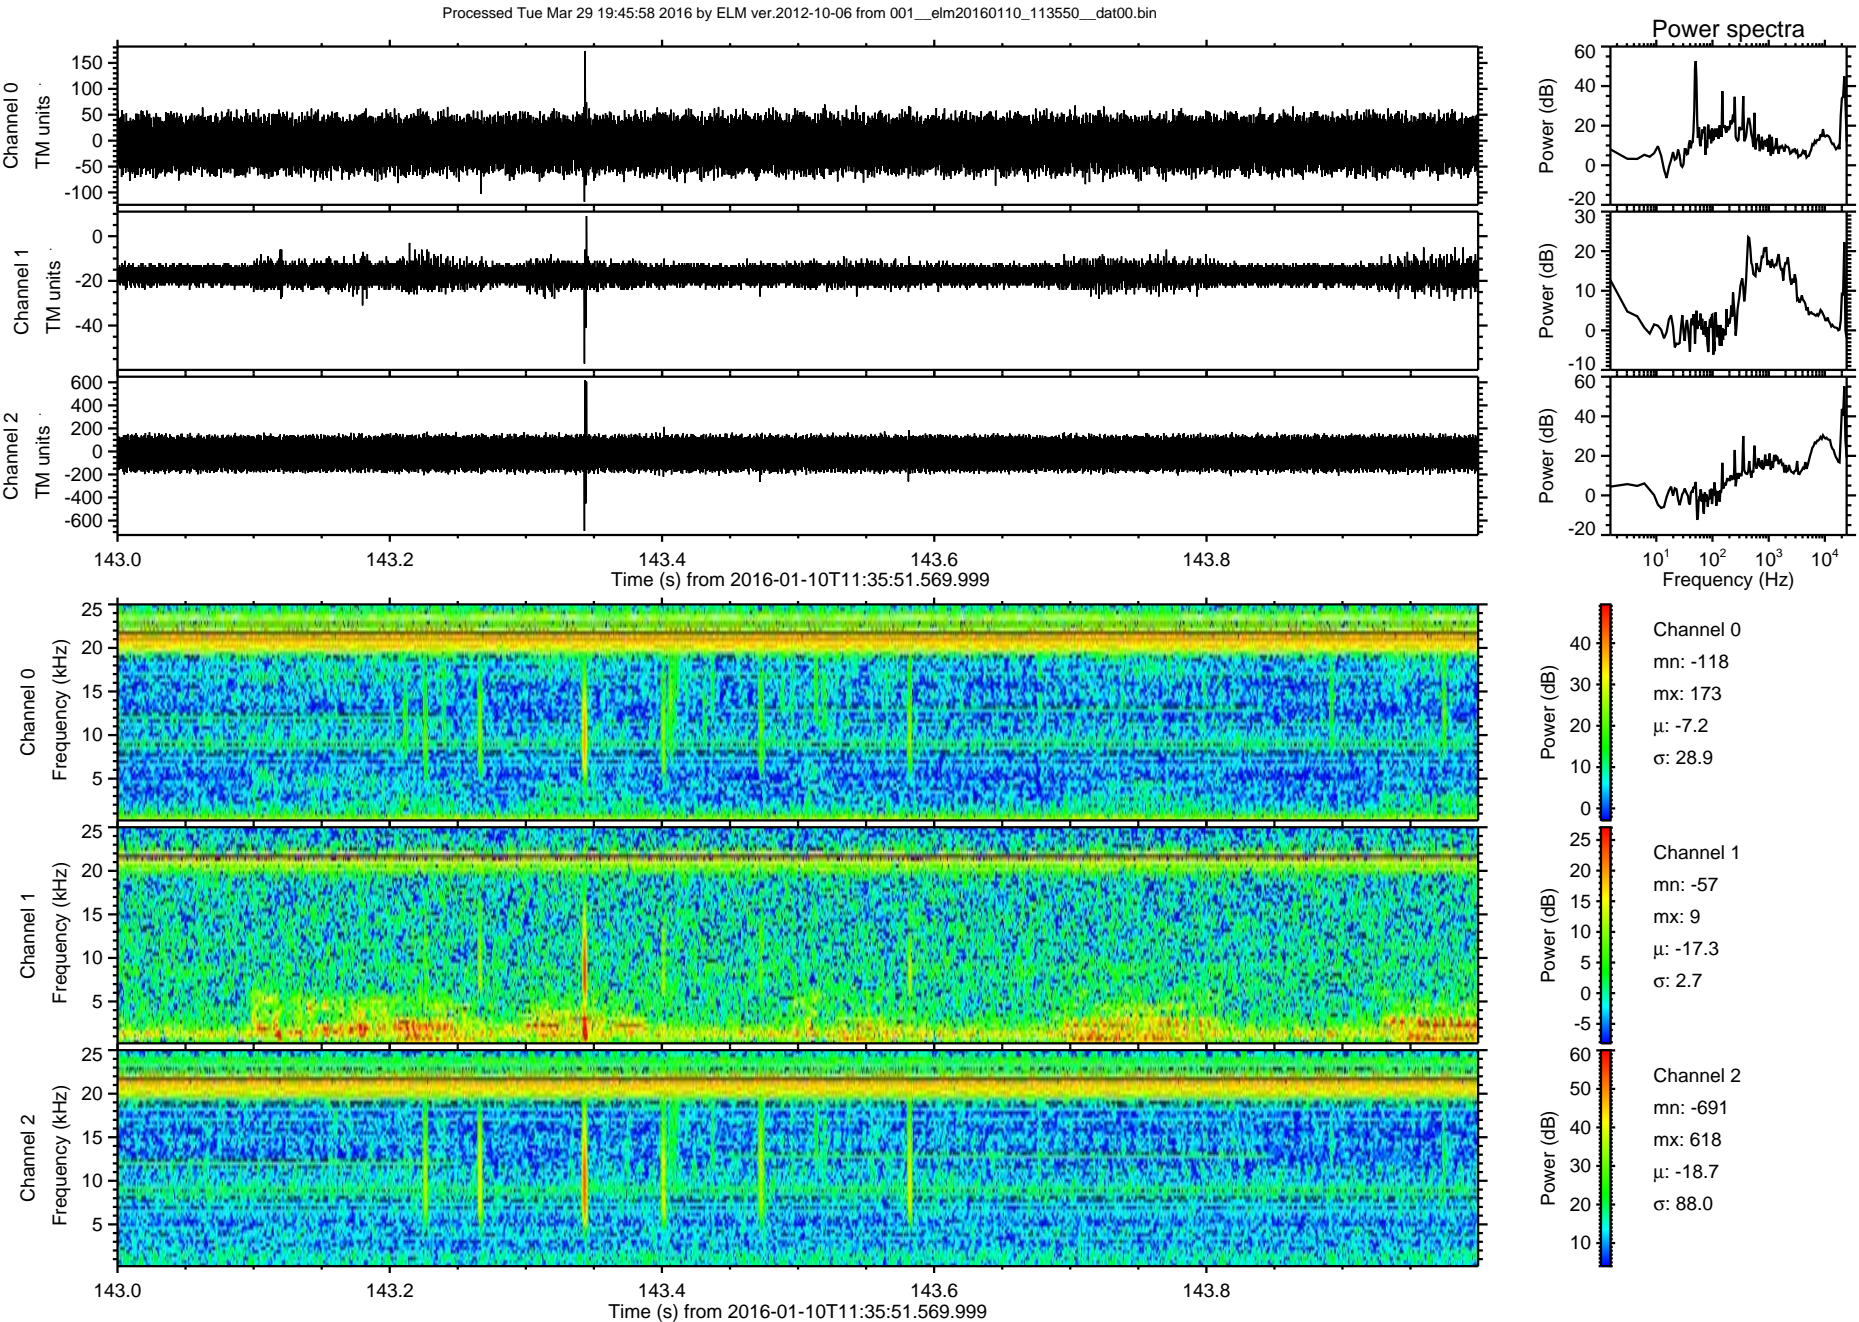 Processed Tue Mar 29 19:45:58 2016 by ELM ver.2012-10-06 from 001__elm20160110_113550__dat00.bin
Power spectra
Channel 0
TM units
150
100
50
0
-50
-100
Power (dB)
60
40
20
0
-20
Channel 1
TM units
0
-20
-40
Power (dB)
30
20
10
0
-10
Channel 2
TM units
600
400
200
0
-200
-400
-600
Power (dB)
60
40
20
0
-20
143.0 143.2 143.4 143.6 143.8
Time (s) from 2016-01-10T11:35:51.569.999
10^1 10^2 10^3 10^4
Frequency (Hz)
Channel 0
Frequency (kHz)
25
20
15
10
5
Power (dB)
40
30
20
10
0
Channel 0
mn: -118
mx: 173
μ: -7.2
σ: 28.9
Channel 1
Frequency (kHz)
25
20
15
10
5
Power (dB)
25
20
15
10
5
0
-5
Channel 1
mn: -57
mx: 9
μ: -17.3
σ: 2.7
Channel 2
Frequency (kHz)
25
20
15
10
5
Power (dB)
60
50
40
30
20
10
Channel 2
mn: -691
mx: 618
μ: -18.7
σ: 88.0
143.0 143.2 143.4 143.6 143.8
Time (s) from 2016-01-10T11:35:51.569.999